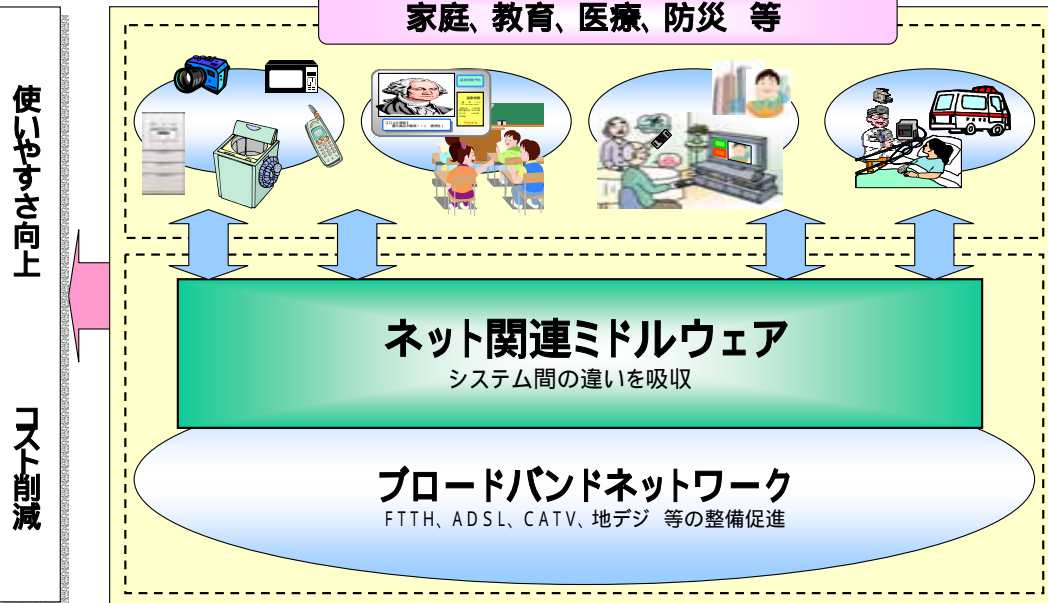 家庭、教育、医療、防災 等
使いやすさ向上
コスト削減
ネット関連ミドルウェア
システム間の違いを吸収
ブロードバンドネットワーク
FTTH、ADSL、CATV、地デジ 等の整備促進